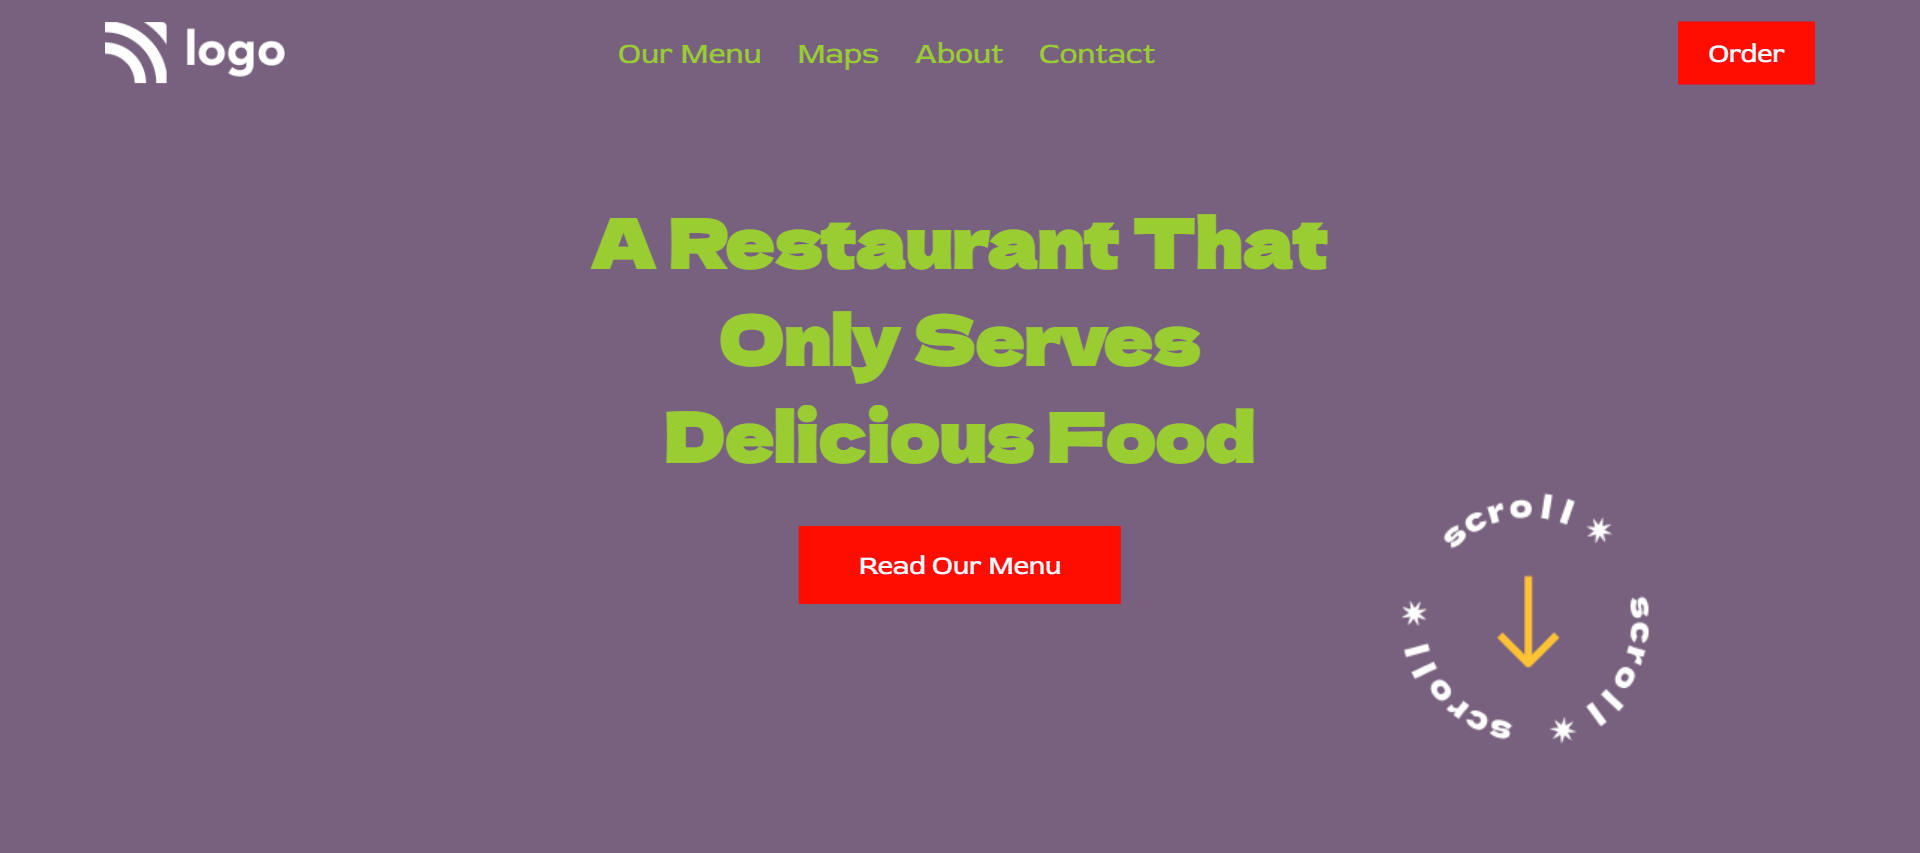 logo
Our Menu Maps About Contact
Order
A Restaurant That
Only Serves
Delicious Food
Read Our Menu
scroll
scroll
scroll